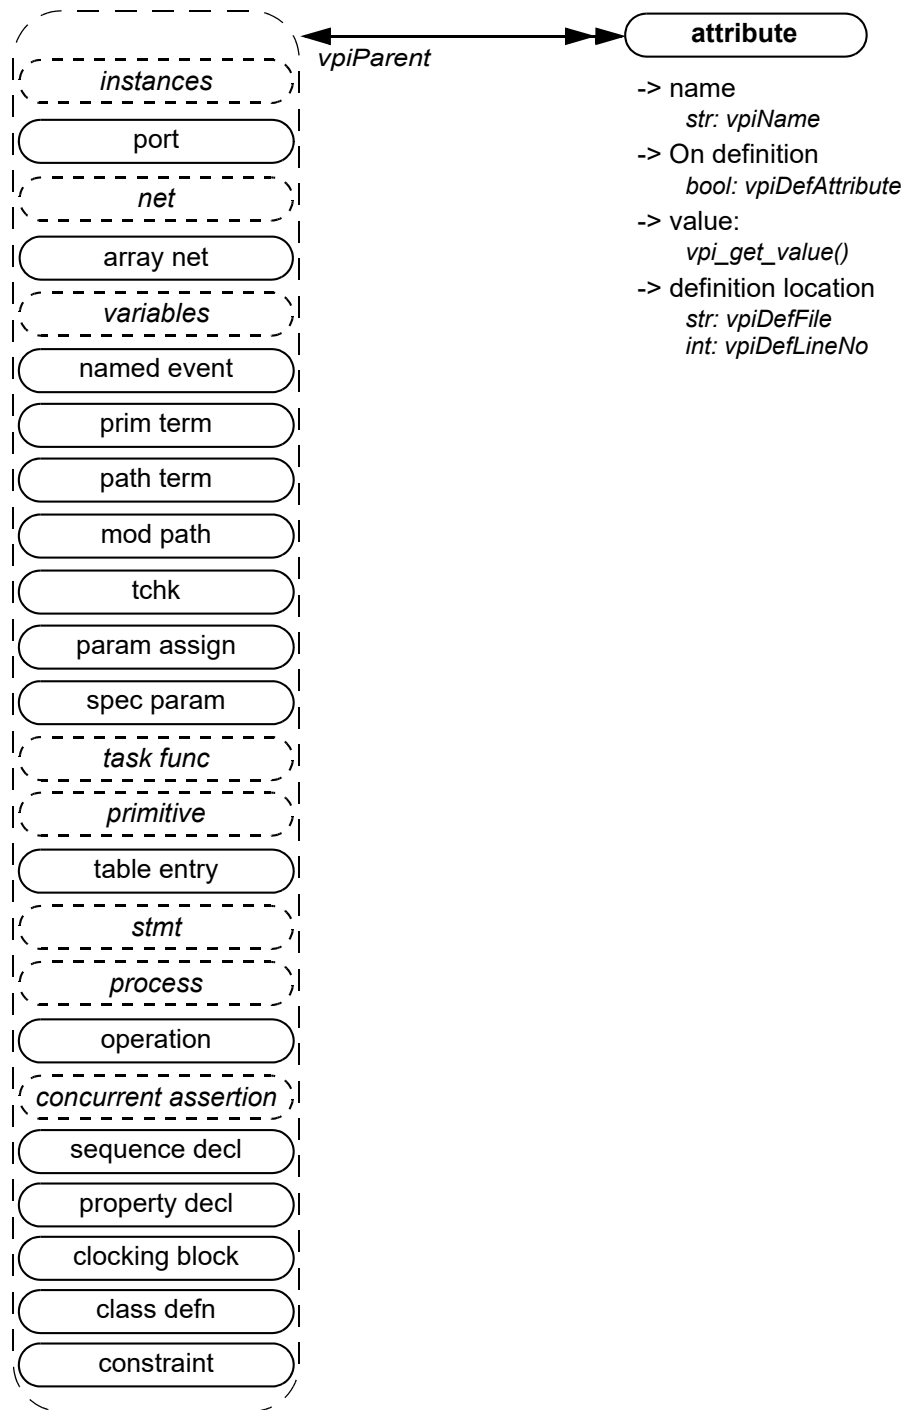 attribute
vpiParent
-> name
str: vpiName
-> On definition
bool: vpiDefAttribute
-> value:
vpi_get_value()
-> definition location
str: vpiDefFile
int: vpiDefLineNo
instances
port
net
array net
variables
named event
prim term
path term
mod path
tchk
param assign
spec param
task func
primitive
table entry
stmt
process
operation
concurrent assertion
sequence decl
property decl
clocking block
class defn
constraint